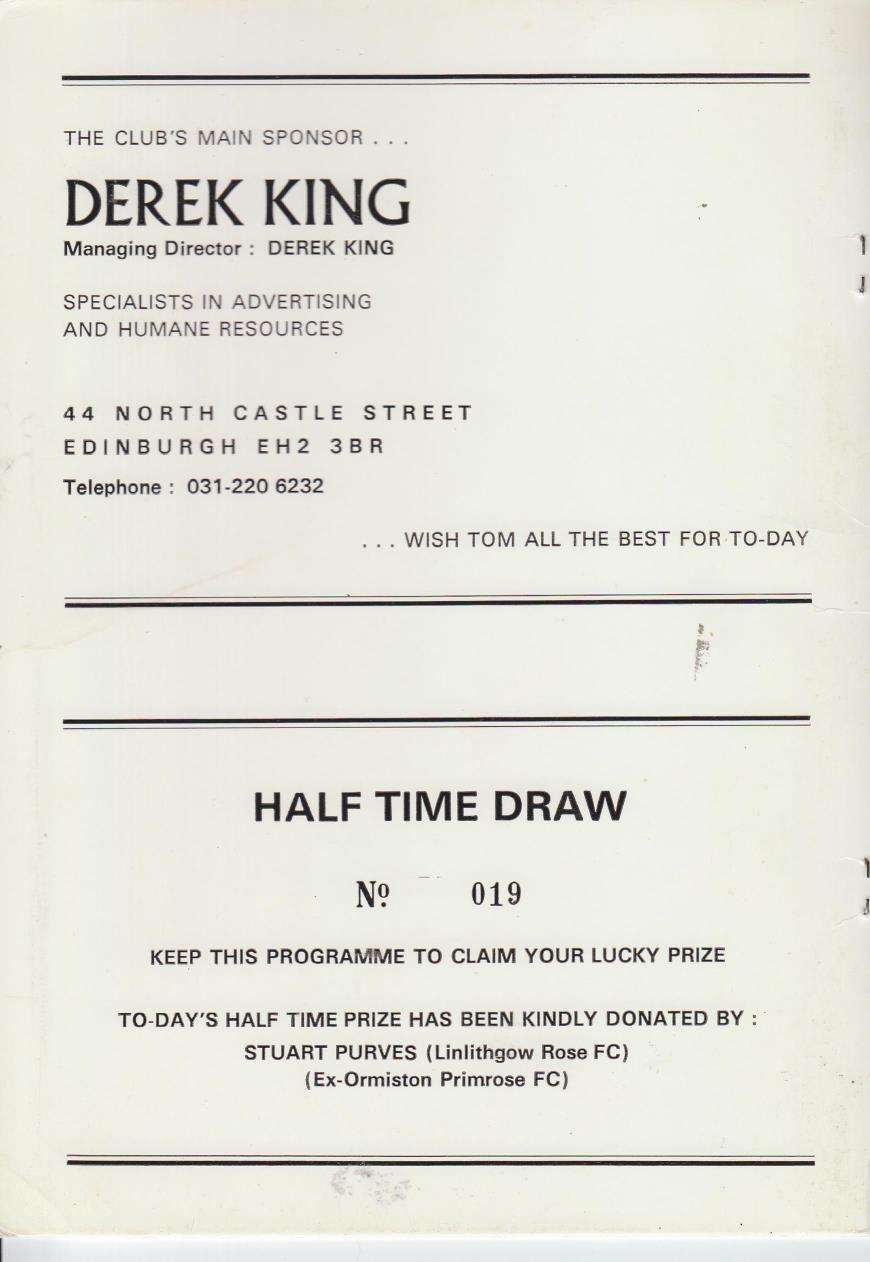 THE CLUB'S MAIN SPONSOR . . .
DEREK KING
Managing Director : DEREK KING
SPECIALISTS IN ADVERTISING
AND HUMANE RESOURCES
44 NORTH CASTLE STREET
EDINBURGH EH2 3BR
Telephone : 031-220 6232
. . . WISH TOM ALL THE BEST FOR TO-DAY
HALF TIME DRAW
Nº 019
KEEP THIS PROGRAMME TO CLAIM YOUR LUCKY PRIZE
TO-DAY'S HALF TIME PRIZE HAS BEEN KINDLY DONATED BY :
STUART PURVES (Linlithgow Rose FC)
(Ex-Ormiston Primrose FC)